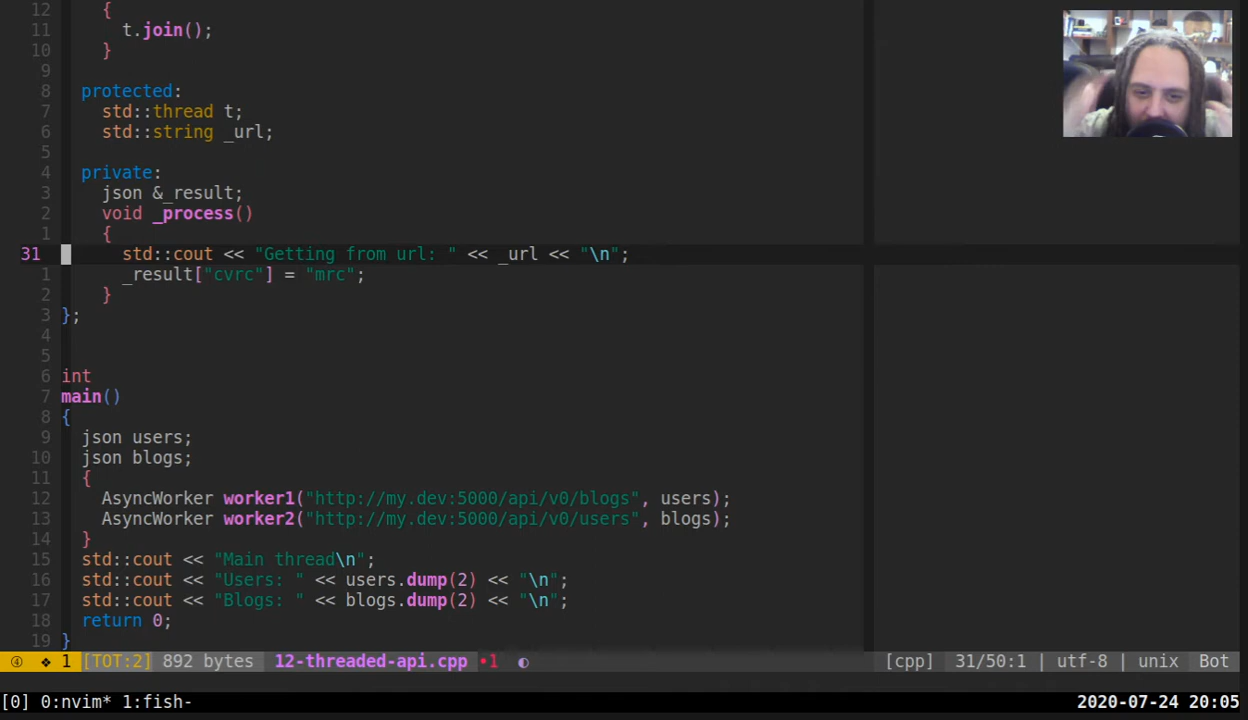 12 {
11 t.join();
10 }
9
8 protected:
7 std::thread t;
6 std::string _url;
5
4 private:
3 json &_result;
2 void _process()
1 {
31 std::cout << "Getting from url: " << _url << "\n";
1 _result["cvrc"] = "mrc";
2 }
3 };
4
5
6 int
7 main()
8 {
9 json users;
10 json blogs;
11 {
12 AsyncWorker worker1("http://my.dev:5000/api/v0/blogs", users);
13 AsyncWorker worker2("http://my.dev:5000/api/v0/users", blogs);
14 }
15 std::cout << "Main thread\n";
16 std::cout << "Users: " << users.dump(2) << "\n";
17 std::cout << "Blogs: " << blogs.dump(2) << "\n";
18 return 0;
19 }
④ ❖ 1 [TOT:2] 892 bytes 12-threaded-api.cpp •1 ◐ [cpp] 31/50:1 | utf-8 | unix Bot
[0] 0:nvim* 1:fish- 2020-07-24 20:05